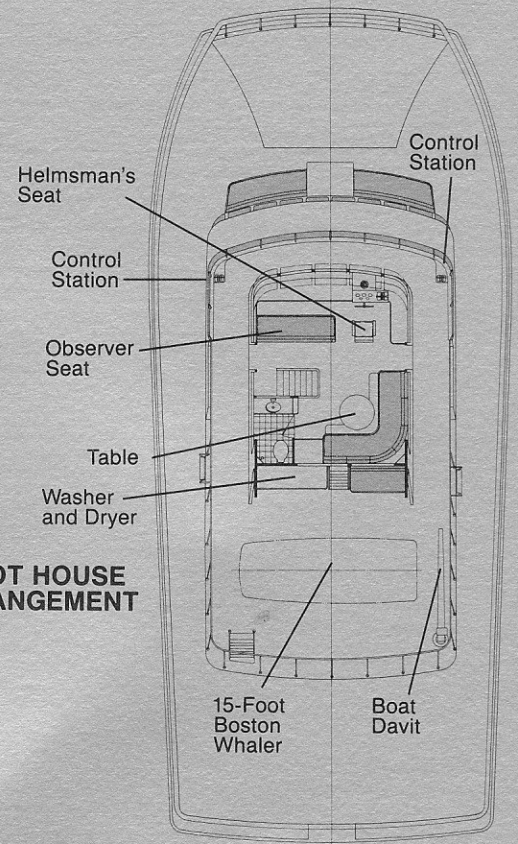 Control
Station
Helmsman's
Seat
Control
Station
Observer
Seat
Table
Washer
and Dryer
OT HOUSE
ANGEMENT
15-Foot
Boston
Whaler
Boat
Davit